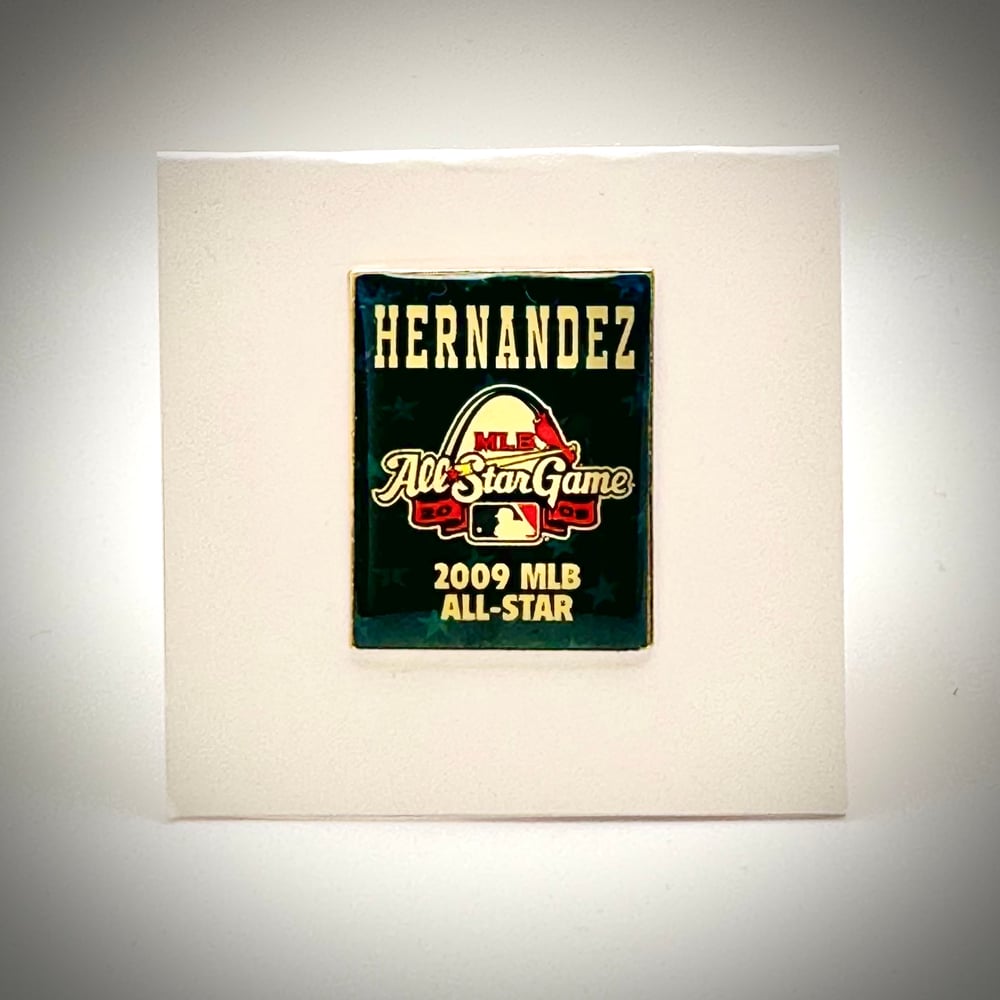 HERNANDEZ
MLB
All Star Game
20 09
2009 MLB
ALL-STAR